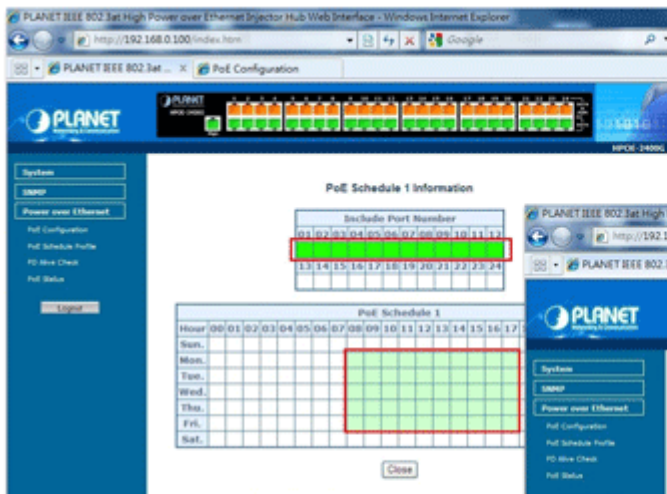 PLANET IEEE 802.3at High Power over Ethernet Injector Hub Web Interface - Windows Internet Explorer
http://192.168.0.100/index.htm
Google
PLANET IEEE 802.3at ... x
PoE Configuration
PLANET
Networking & Communication
PLANET
HPOE-2400G
System
SNMP
Power over Ethernet
PoE Configuration
PoE Schedule Profile
PD Alive Check
PoE Status
Logout
PoE Schedule 1 Information
Include Port Number
01 02 03 04 05 06 07 08 09 10 11 12
13 14 15 16 17 18 19 20 21 22 23 24
PoE Schedule 1
Hour 00 01 02 03 04 05 06 07 08 09 10 11 12 13 14 15 16 17
Sun.
Mon.
Tue.
Wed.
Thu.
Fri.
Sat.
Close
PLANET IEEE 802.3at High
http://192.1
PLANET IEEE 802.
PLANET
Networking & Communication
System
SNMP
Power over Ethernet
PoE Configuration
PoE Schedule Profile
PD Alive Check
PoE Status